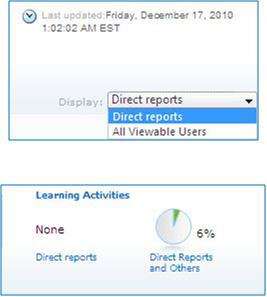 Last updated:Friday, December 17, 2010
1:02:02 AM EST
Display: Direct reports
Direct reports
All Viewable Users
Learning Activities
None
6%
Direct reports
Direct Reports
and Others